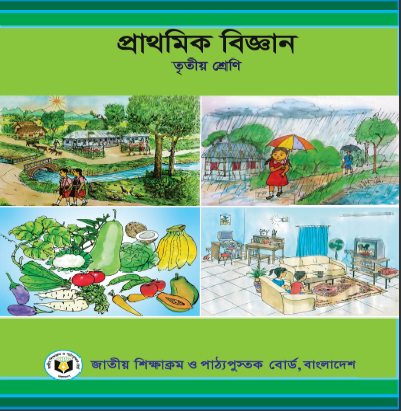 প্রাথমিক বিজ্ঞান
তৃতীয় শ্রেণি
জাতীয় শিক্ষাক্রম ও পাঠ্যপুস্তক বোর্ড, বাংলাদেশ